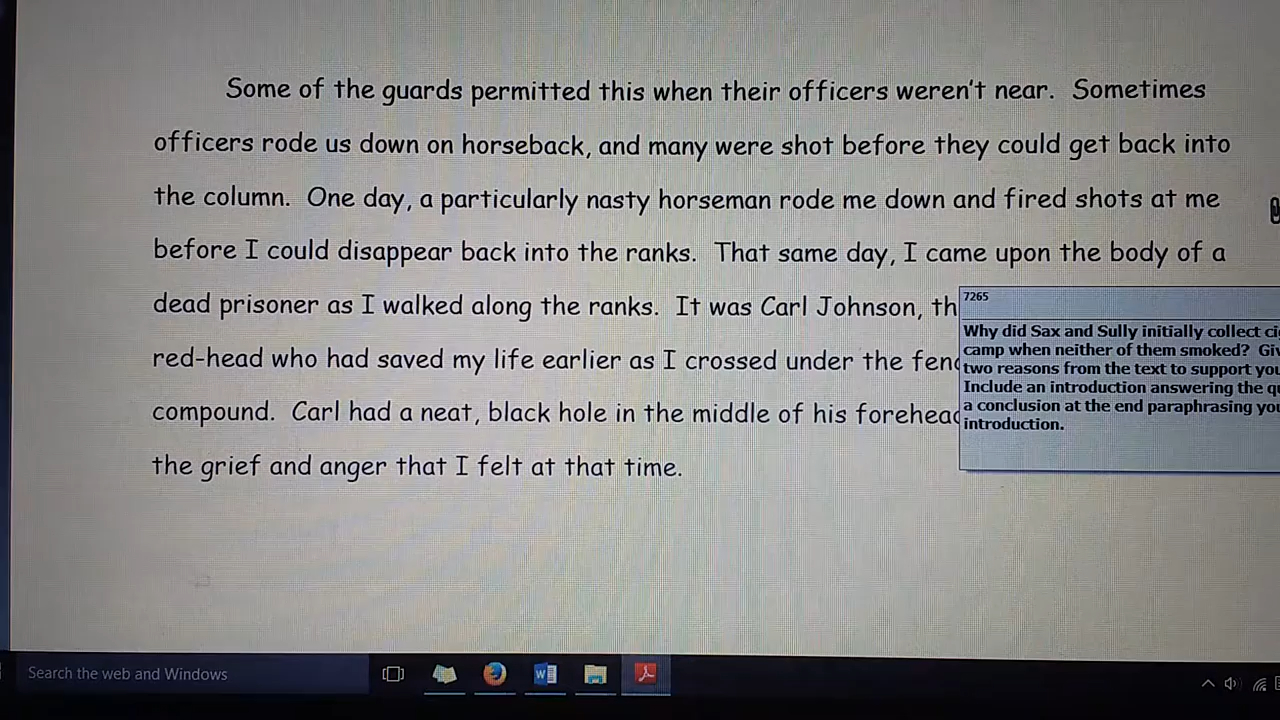 Some of the guards permitted this when their officers weren't near. Sometimes
officers rode us down on horseback, and many were shot before they could get back into
the column. One day, a particularly nasty horseman rode me down and fired shots at me
before I could disappear back into the ranks. That same day, I came upon the body of a
dead prisoner as I walked along the ranks. It was Carl Johnson, th
red-head who had saved my life earlier as I crossed under the fenc
compound. Carl had a neat, black hole in the middle of his forehead
the grief and anger that I felt at that time.
7265
Why did Sax and Sully initially collect ci
camp when neither of them smoked? Giv
two reasons from the text to support you
Include an introduction answering the qu
a conclusion at the end paraphrasing you
introduction.
Search the web and Windows